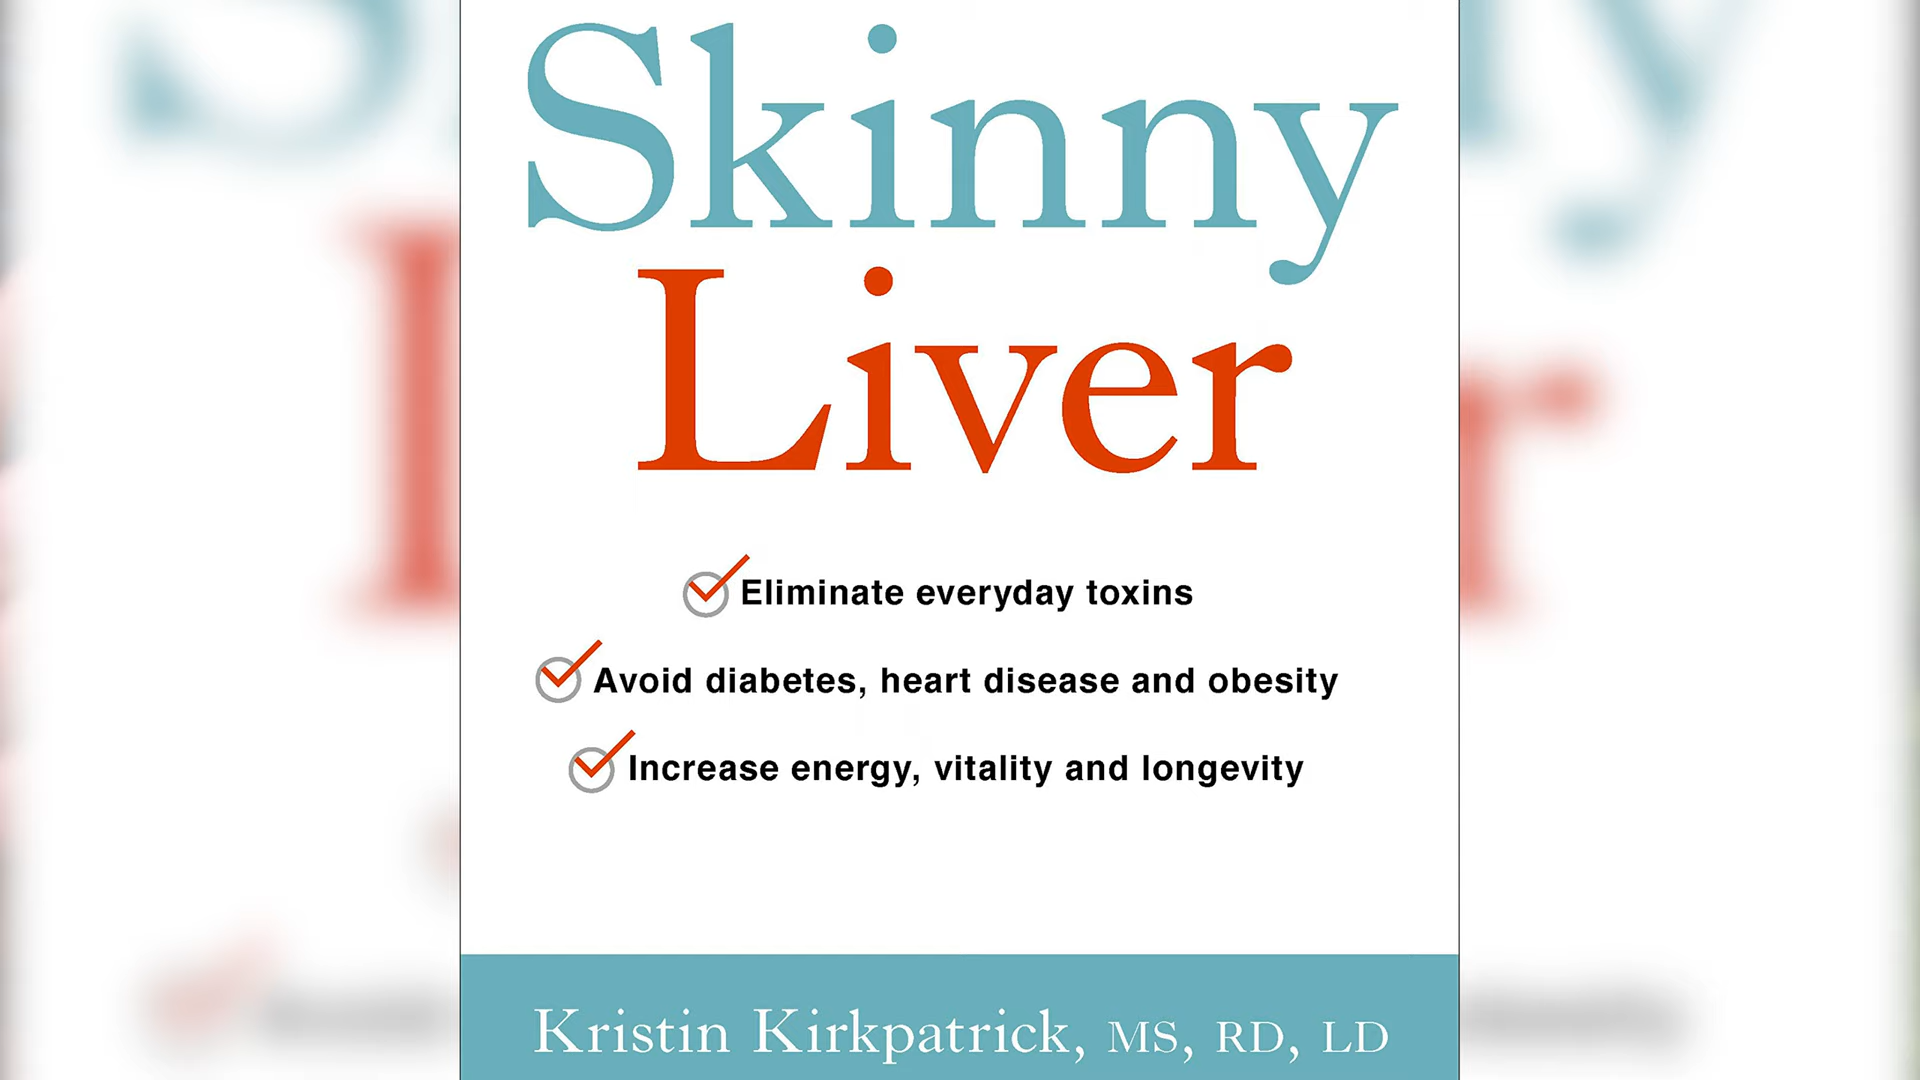 Skinny
Liver
Eliminate everyday toxins
Avoid diabetes, heart disease and obesity
Increase energy, vitality and longevity
Kristin Kirkpatrick, MS, RD, LD